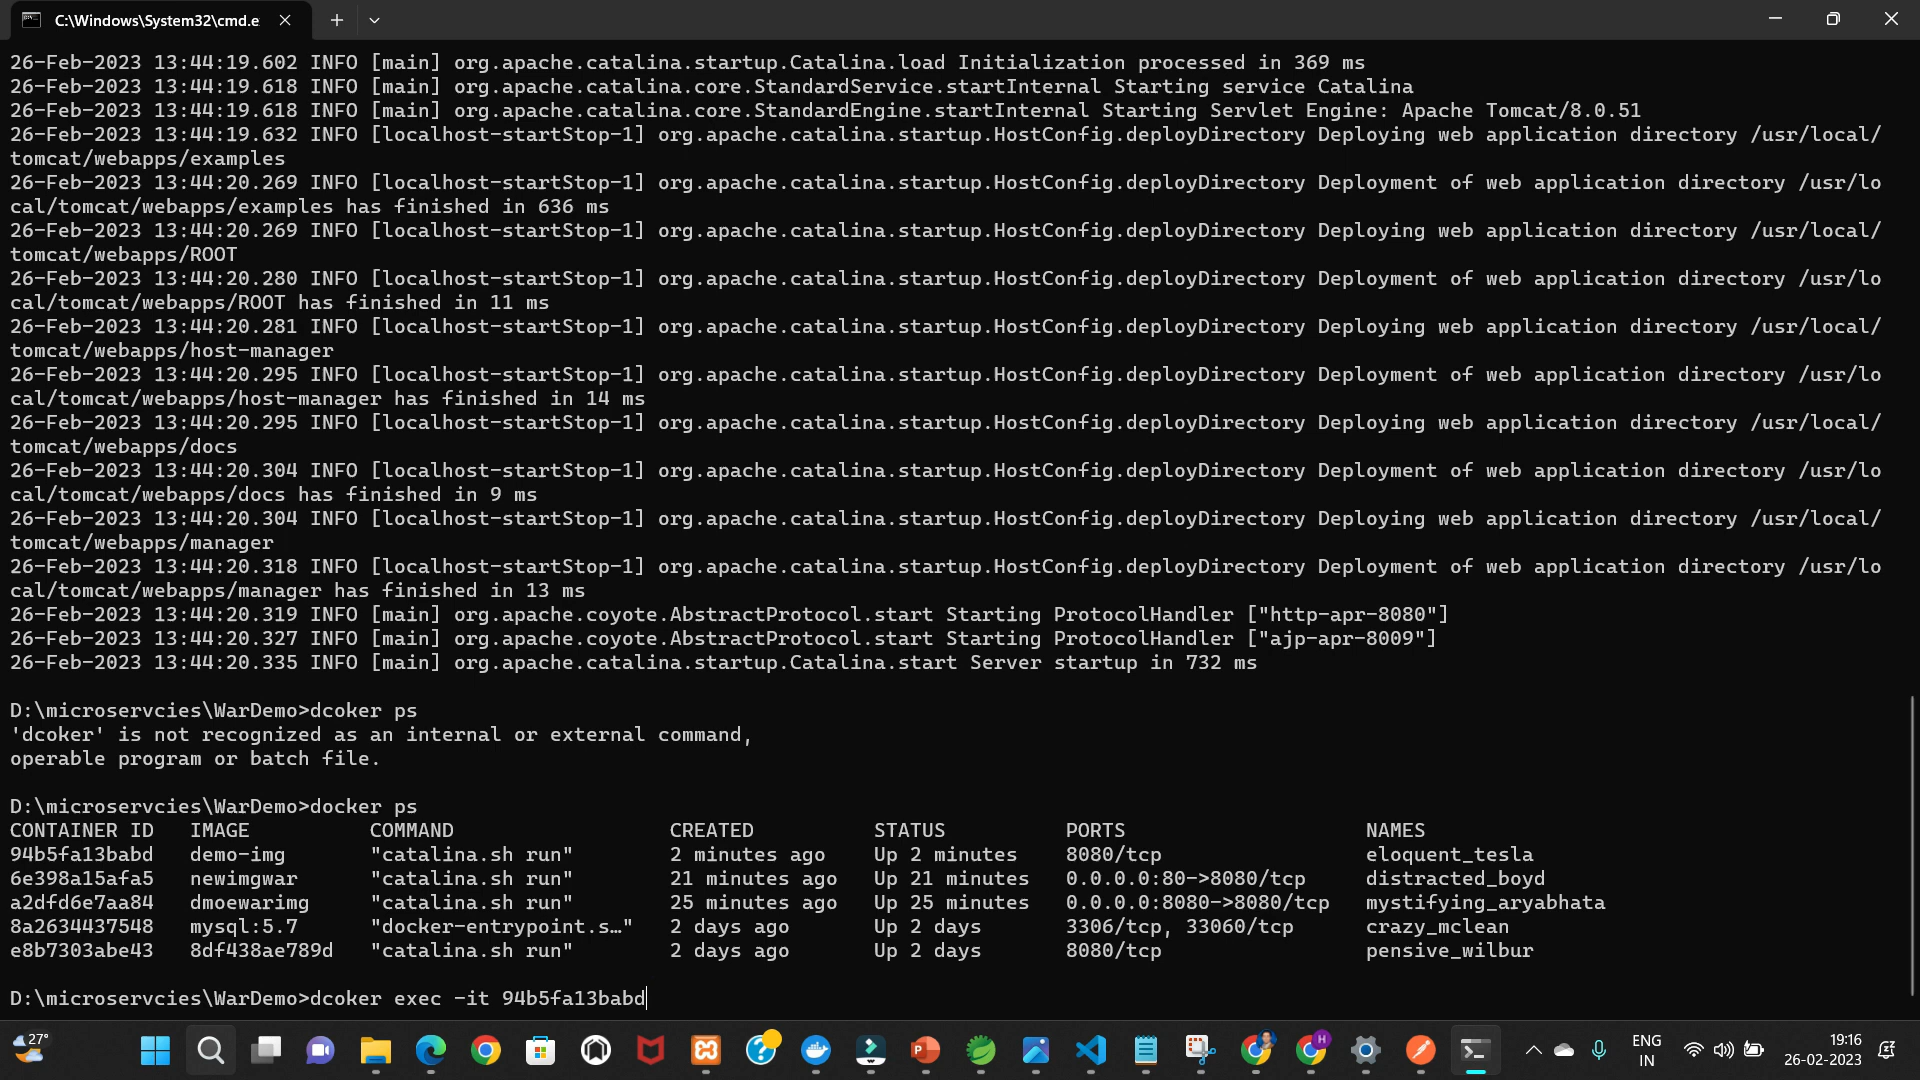 C:\Windows\System32\cmd.e
26-Feb-2023 13:44:19.602 INFO [main] org.apache.catalina.startup.Catalina.load Initialization processed in 369 ms
26-Feb-2023 13:44:19.618 INFO [main] org.apache.catalina.core.StandardService.startInternal Starting service Catalina
26-Feb-2023 13:44:19.618 INFO [main] org.apache.catalina.core.StandardEngine.startInternal Starting Servlet Engine: Apache Tomcat/8.0.51
26-Feb-2023 13:44:19.632 INFO [localhost-startStop-1] org.apache.catalina.startup.HostConfig.deployDirectory Deploying web application directory /usr/local/
tomcat/webapps/examples
26-Feb-2023 13:44:20.269 INFO [localhost-startStop-1] org.apache.catalina.startup.HostConfig.deployDirectory Deployment of web application directory /usr/lo
cal/tomcat/webapps/examples has finished in 636 ms
26-Feb-2023 13:44:20.269 INFO [localhost-startStop-1] org.apache.catalina.startup.HostConfig.deployDirectory Deploying web application directory /usr/local/
tomcat/webapps/ROOT
26-Feb-2023 13:44:20.280 INFO [localhost-startStop-1] org.apache.catalina.startup.HostConfig.deployDirectory Deployment of web application directory /usr/lo
cal/tomcat/webapps/ROOT has finished in 11 ms
26-Feb-2023 13:44:20.281 INFO [localhost-startStop-1] org.apache.catalina.startup.HostConfig.deployDirectory Deploying web application directory /usr/local/
tomcat/webapps/host-manager
26-Feb-2023 13:44:20.295 INFO [localhost-startStop-1] org.apache.catalina.startup.HostConfig.deployDirectory Deployment of web application directory /usr/lo
cal/tomcat/webapps/host-manager has finished in 14 ms
26-Feb-2023 13:44:20.295 INFO [localhost-startStop-1] org.apache.catalina.startup.HostConfig.deployDirectory Deploying web application directory /usr/local/
tomcat/webapps/docs
26-Feb-2023 13:44:20.304 INFO [localhost-startStop-1] org.apache.catalina.startup.HostConfig.deployDirectory Deployment of web application directory /usr/lo
cal/tomcat/webapps/docs has finished in 9 ms
26-Feb-2023 13:44:20.304 INFO [localhost-startStop-1] org.apache.catalina.startup.HostConfig.deployDirectory Deploying web application directory /usr/local/
tomcat/webapps/manager
26-Feb-2023 13:44:20.318 INFO [localhost-startStop-1] org.apache.catalina.startup.HostConfig.deployDirectory Deployment of web application directory /usr/lo
cal/tomcat/webapps/manager has finished in 13 ms
26-Feb-2023 13:44:20.319 INFO [main] org.apache.coyote.AbstractProtocol.start Starting ProtocolHandler ["http-apr-8080"]
26-Feb-2023 13:44:20.327 INFO [main] org.apache.coyote.AbstractProtocol.start Starting ProtocolHandler ["ajp-apr-8009"]
26-Feb-2023 13:44:20.335 INFO [main] org.apache.catalina.startup.Catalina.start Server startup in 732 ms
D:\microservcies\WarDemo>dcoker ps
'dcoker' is not recognized as an internal or external command,
operable program or batch file.
D:\microservcies\WarDemo>docker ps
CONTAINER ID   IMAGE          COMMAND                  CREATED          STATUS          PORTS                    NAMES
94b5fa13babd   demo-img       "catalina.sh run"        2 minutes ago    Up 2 minutes    8080/tcp                 eloquent_tesla
6e398a15afa5   newimgwar      "catalina.sh run"        21 minutes ago   Up 21 minutes   0.0.0.0:80->8080/tcp     distracted_boyd
a2dfd6e7aa84   dmoewarimg     "catalina.sh run"        25 minutes ago   Up 25 minutes   0.0.0.0:8080->8080/tcp   mystifying_aryabhata
8a2634437548   mysql:5.7      "docker-entrypoint.s…"   2 days ago       Up 2 days       3306/tcp, 33060/tcp      crazy_mclean
e8b7303abe43   8df438ae789d   "catalina.sh run"        2 days ago       Up 2 days       8080/tcp                 pensive_wilbur
D:\microservcies\WarDemo>dcoker exec -it 94b5fa13babd
27°
H
ENG
IN
19:16
26-02-2023